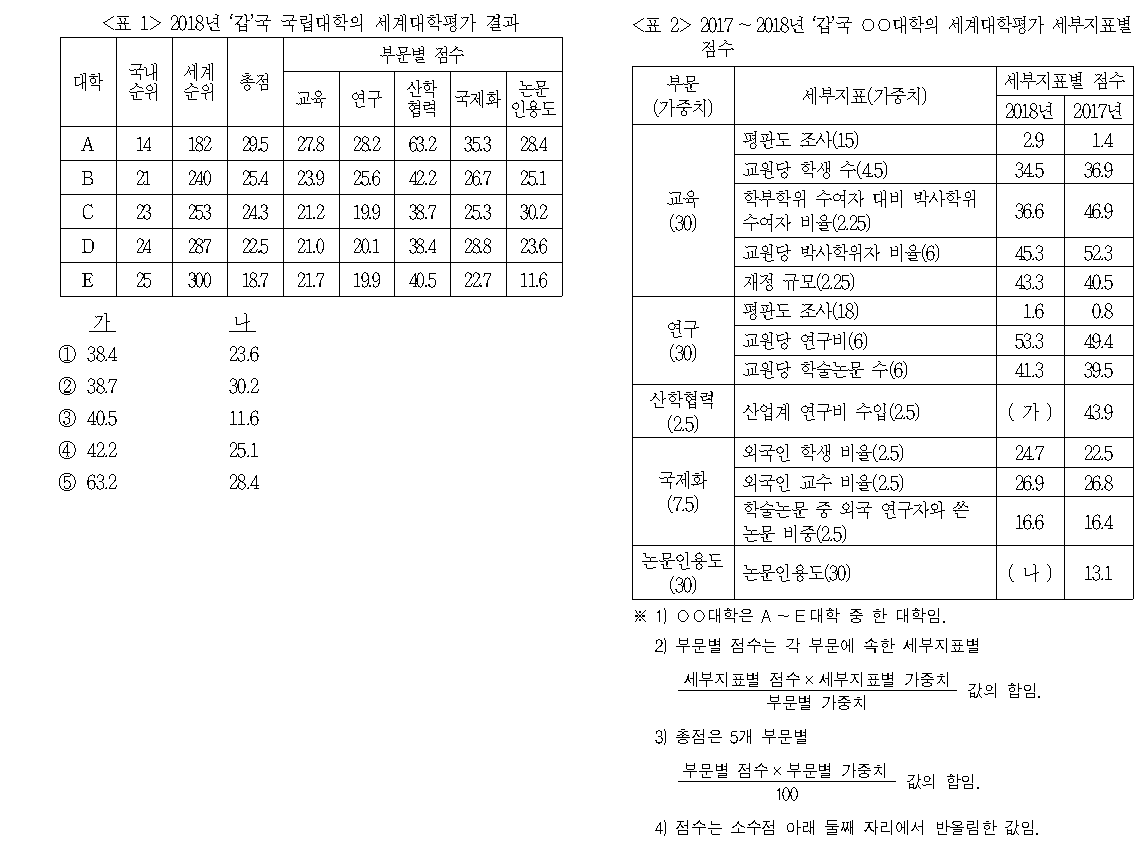 <표 1> 2018년 ‘갑’국 국립대학의 세계대학평가 결과
대학 국내순위 세계순위 총점 부문별 점수
교육 연구 산학협력 국제화 논문인용도
A 14 182 29.5 27.8 28.2 63.2 35.3 28.4
B 21 240 25.4 23.9 25.6 42.2 26.7 25.1
C 23 253 24.3 21.2 19.9 38.7 25.3 30.2
D 24 287 22.5 21.0 20.1 38.4 28.8 23.6
E 25 300 18.7 21.7 19.9 40.5 22.7 11.6
가 나
① 38.4 23.6
② 38.7 30.2
③ 40.5 11.6
④ 42.2 25.1
⑤ 63.2 28.4
<표 2> 2017 ~ 2018년 ‘갑’국 ○○대학의 세계대학평가 세부지표별
점수
부문(가중치) 세부지표(가중치) 세부지표별 점수
2018년 2017년
교육(30)
평판도 조사(15) 2.9 1.4
교원당 학생 수(4.5) 34.5 36.9
학부학위 수여자 대비 박사학위
수여자 비율(2.25) 36.6 46.9
교원당 박사학위자 비율(6) 45.3 52.3
재정 규모(2.25) 43.3 40.5
연구(30)
평판도 조사(18) 1.6 0.8
교원당 연구비(6) 53.3 49.4
교원당 학술논문 수(6) 41.3 39.5
산학협력(2.5)
산업계 연구비 수입(2.5) ( 가 ) 43.9
국제화(7.5)
외국인 학생 비율(2.5) 24.7 22.5
외국인 교수 비율(2.5) 26.9 26.8
학술논문 중 외국 연구자와 쓴
논문 비중(2.5) 16.6 16.4
논문인용도(30)
논문인용도(30) ( 나 ) 13.1
※ 1) ○○대학은 A ~ E대학 중 한 대학임.
2) 부문별 점수는 각 부문에 속한 세부지표별
세부지표별 점수×세부지표별 가중치
부문별 가중치
값의 합임.
3) 총점은 5개 부문별
부문별 점수×부문별 가중치
100
값의 합임.
4) 점수는 소수점 아래 둘째 자리에서 반올림한 값임.